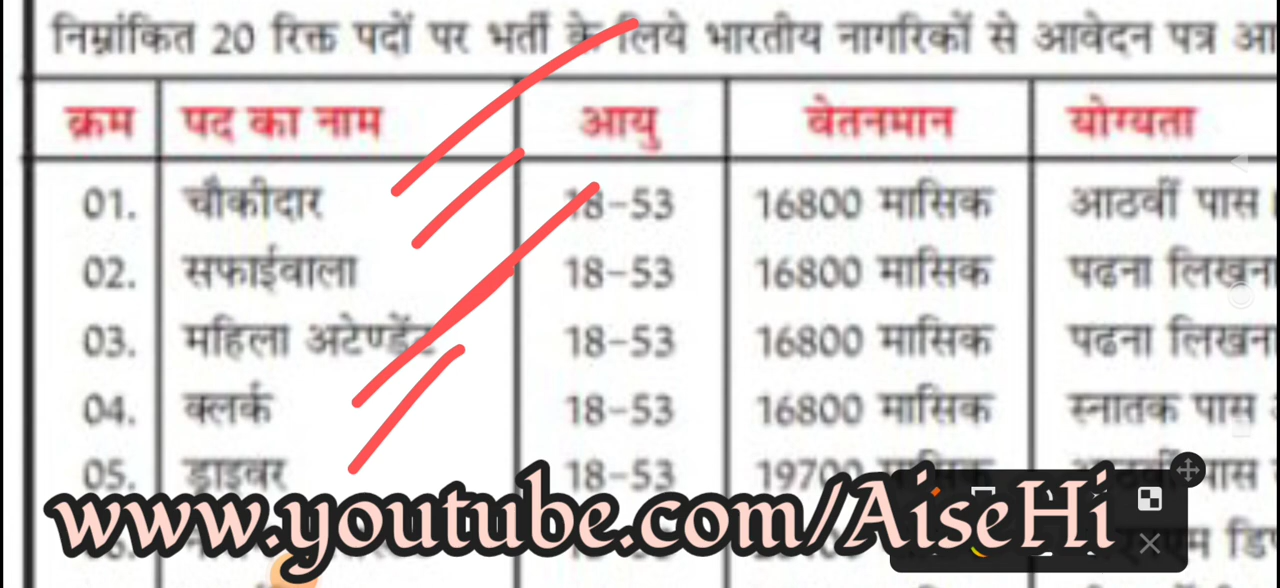 निम्नांकित 20 रिक्त पदों पर भर्ती के लिये भारतीय नागरिकों से आवेदन पत्र आ
क्रम पद का नाम आयु वेतनमान योग्यता
01. चौकीदार 18-53 16800 मासिक आठवीं पास
02. सफाईवाला 18-53 16800 मासिक पढना लिखना
03. महिला अटेण्डेंट 18-53 16800 मासिक पढना लिखना
04. क्लर्क 18-53 16800 मासिक स्नातक पास
05. ड्राइवर 18-53 19700 मासिक आठवीं पास
www.youtube.com/AiseHi